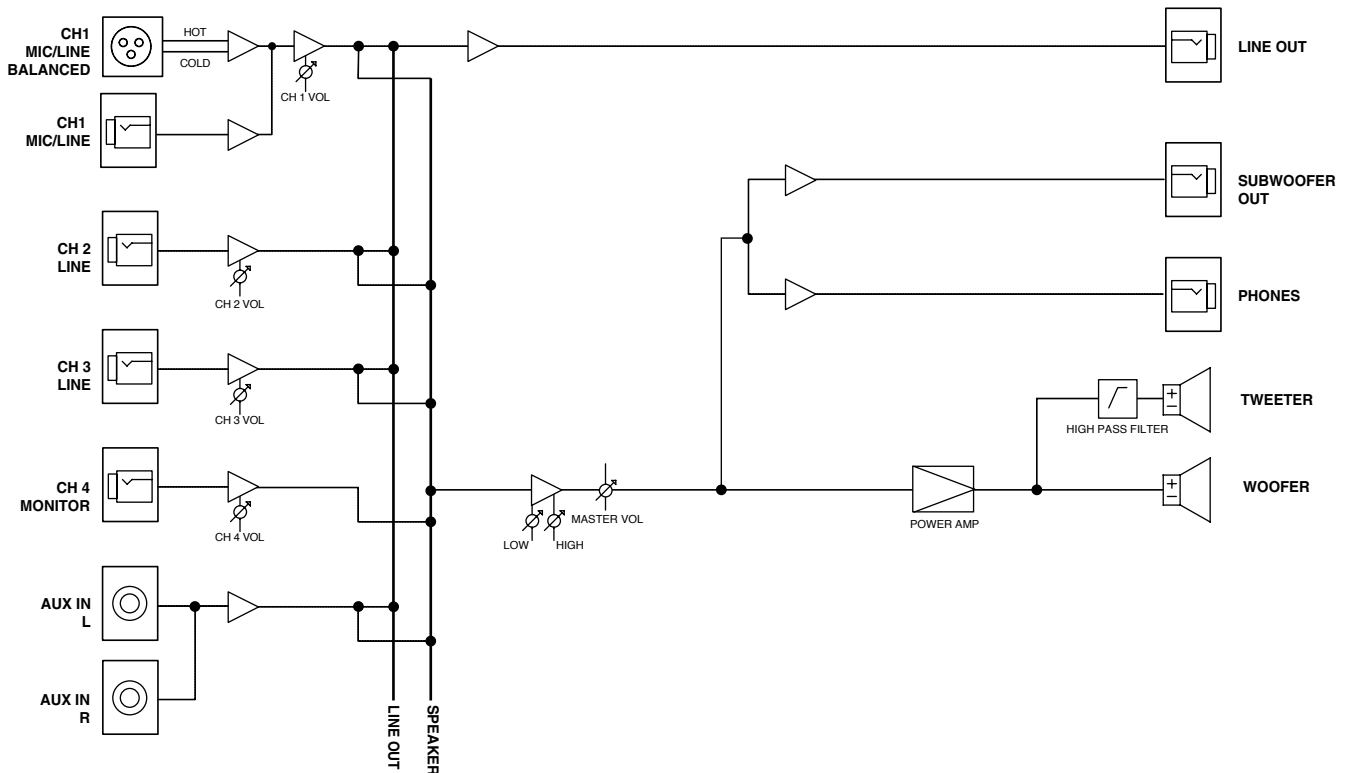 CH1
MIC/LINE
BALANCED
HOT
COLD
CH 1 VOL
LINE OUT
CH1
MIC/LINE
SUBWOOFER
OUT
CH 2
LINE
CH 2 VOL
PHONES
CH 3
LINE
CH 3 VOL
TWEETER
HIGH PASS FILTER
CH 4
MONITOR
CH 4 VOL
LOW
HIGH
MASTER VOL
POWER AMP
WOOFER
AUX IN
L
AUX IN
R
LINE OUT
SPEAKER